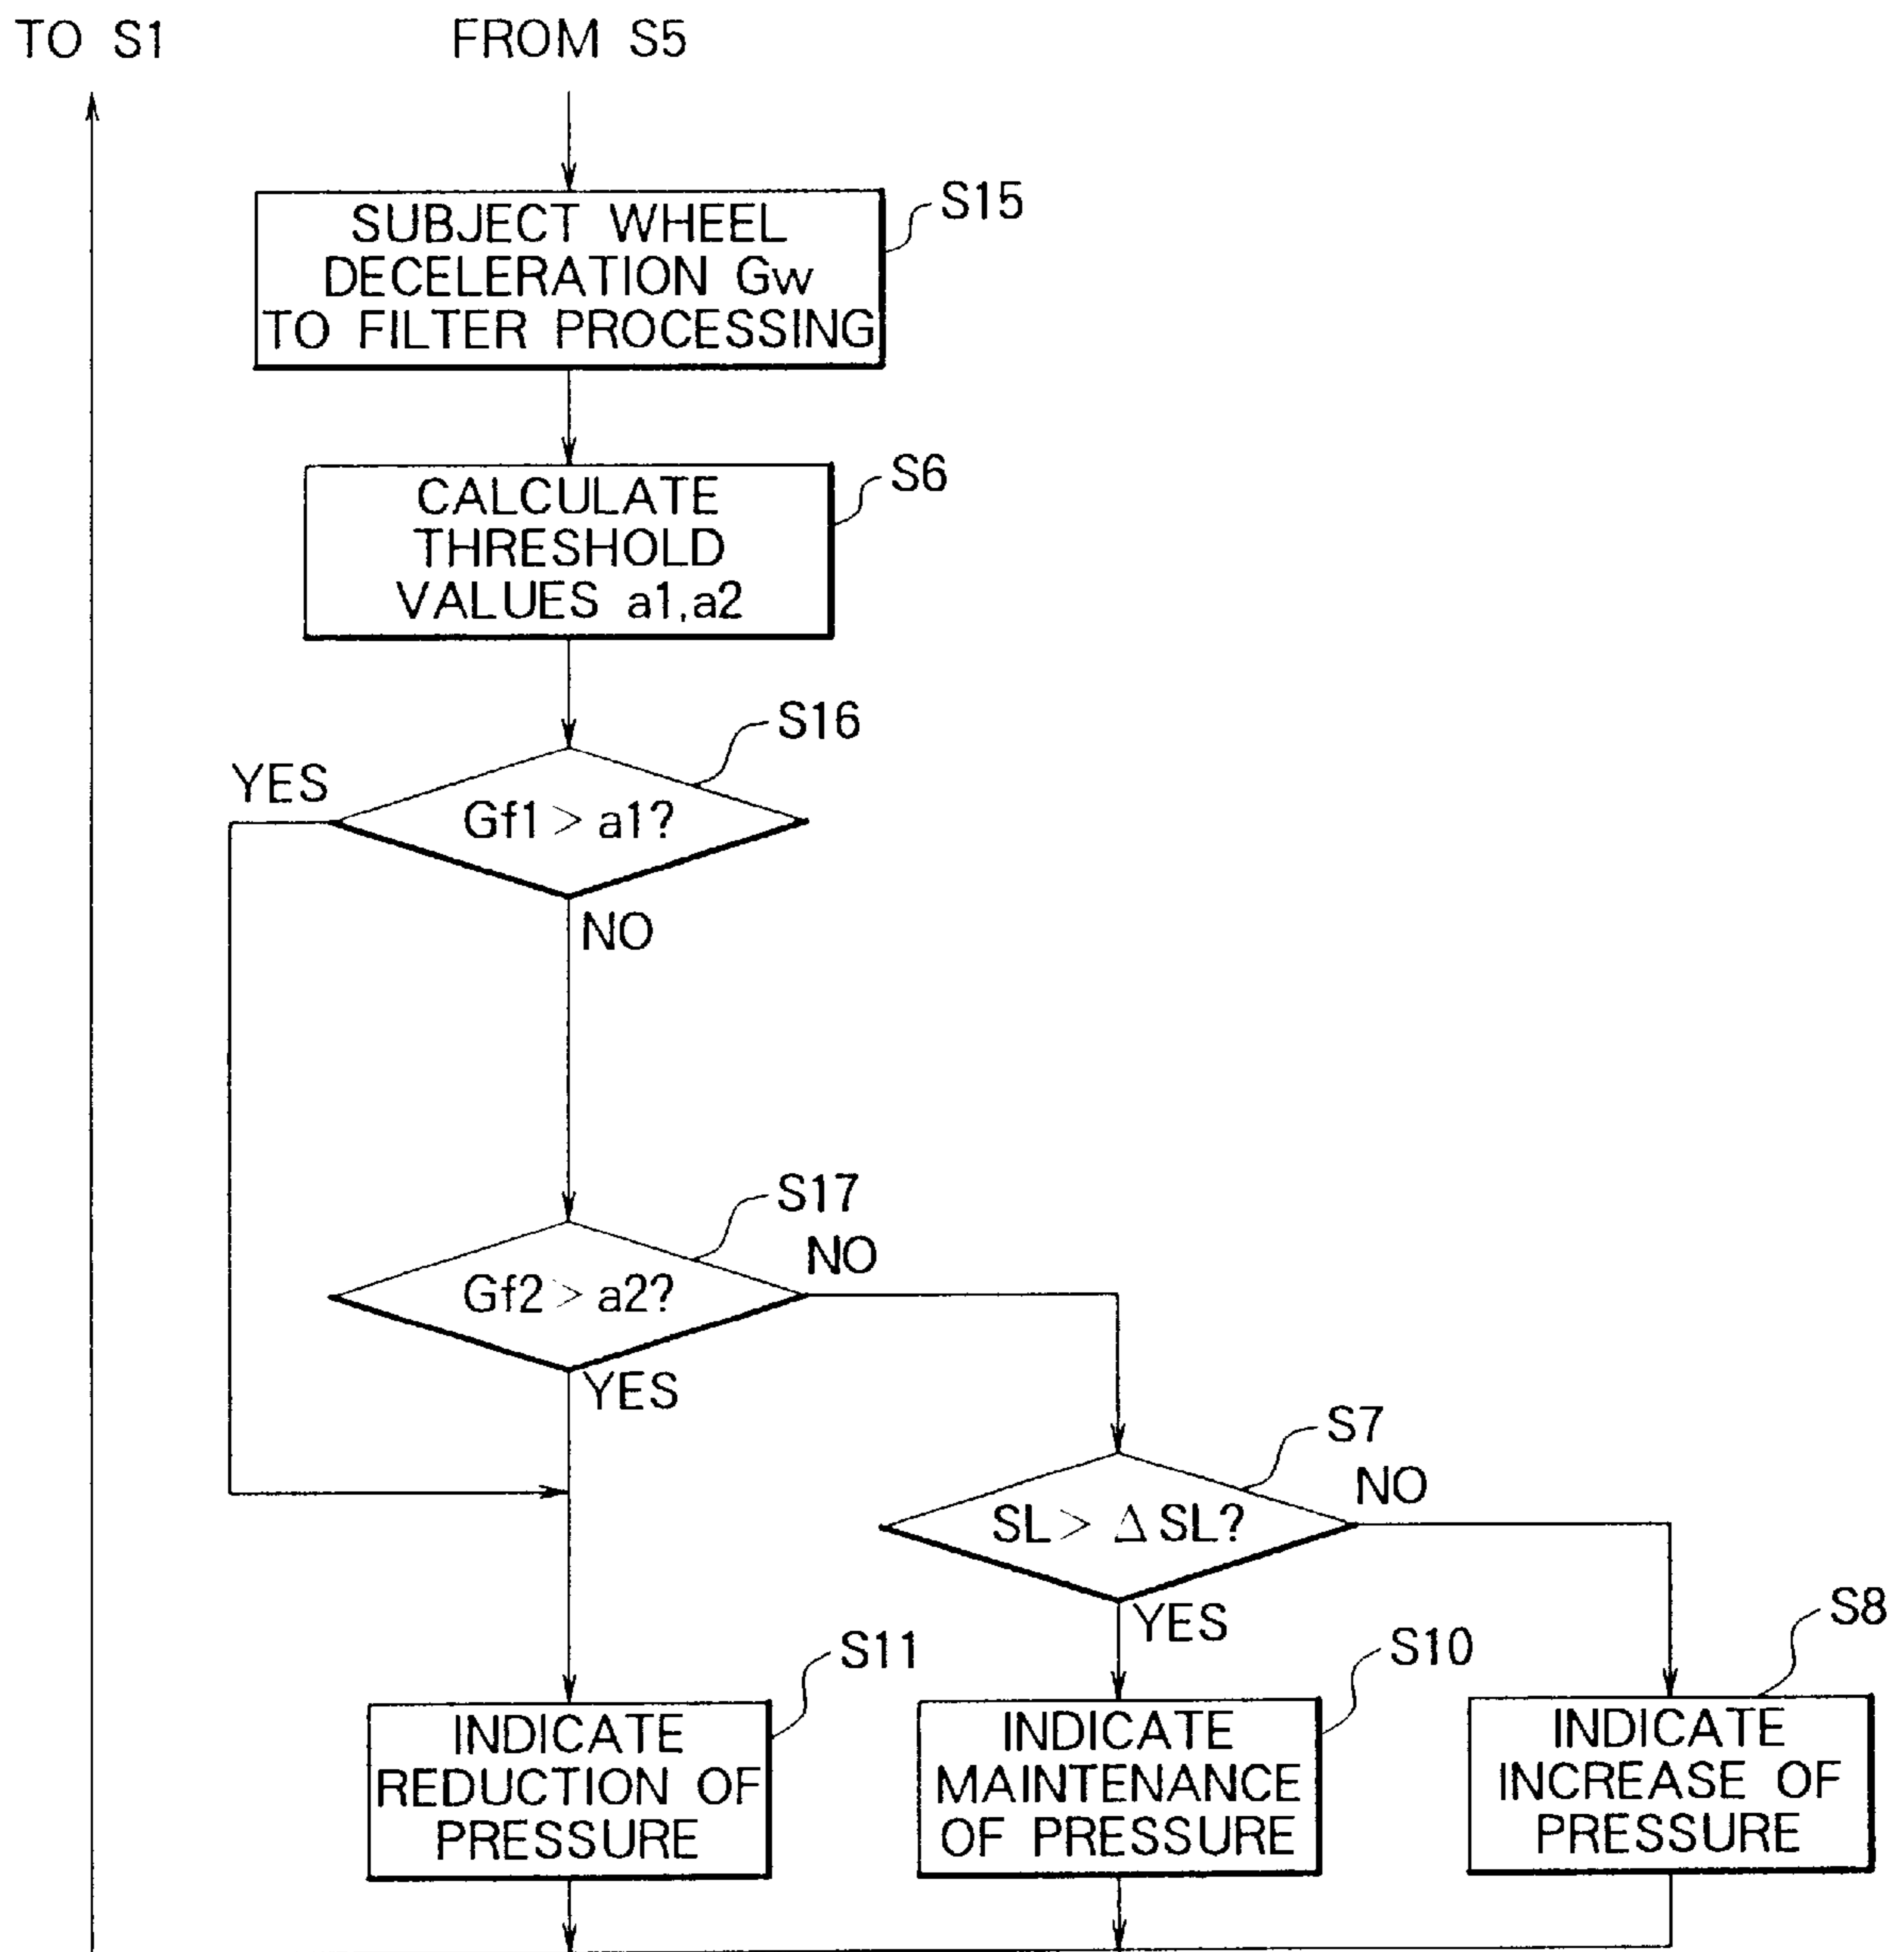 TO S1
FROM S5
SUBJECT WHEEL
DECELERATION Gw
TO FILTER PROCESSING
S15
CALCULATE
THRESHOLD
VALUES a1,a2
S6
S16
YES
Gf1 > a1?
NO
S17
NO
Gf2 > a2?
YES
S7
NO
SL > Δ SL?
YES
S11
S10
S8
INDICATE
REDUCTION OF
PRESSURE
INDICATE
MAINTENANCE
OF PRESSURE
INDICATE
INCREASE OF
PRESSURE